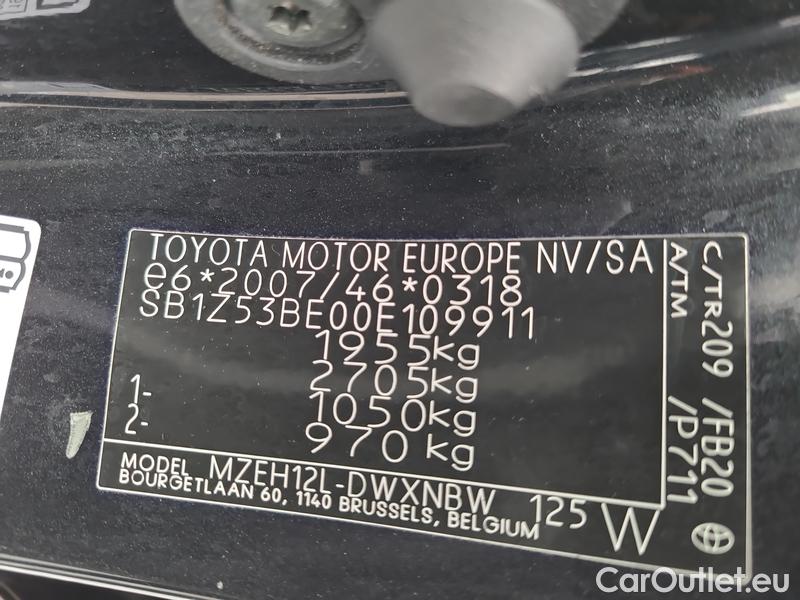 TOYOTA MOTOR EUROPE NV/SA
e6*2007/46*0318
SB1Z53BE00E109911
1955kg
2705kg
1- 1050kg
2- 970 kg
MODEL MZEH12L-DWXNBW 125 W
BOURGETLAAN 60, 1140 BRUSSELS, BELGIUM
C/TR209 /FB20
A/TM /P711
CarOutlet.eu